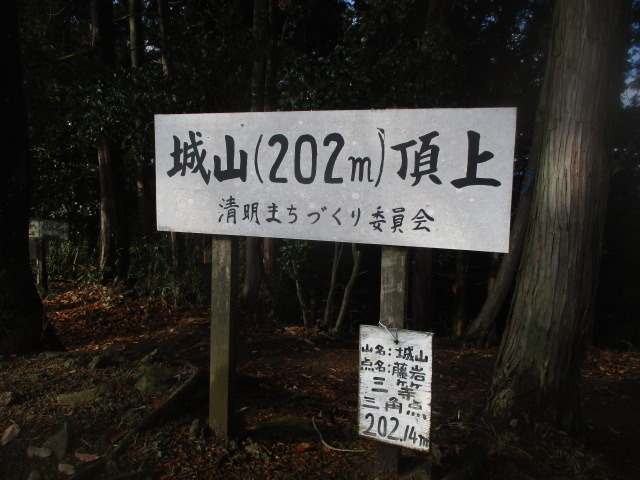 城山(202m)頂上
清明まちづくり委員会
山名:城山
点名:藤岩
三等
三角点
202.14m